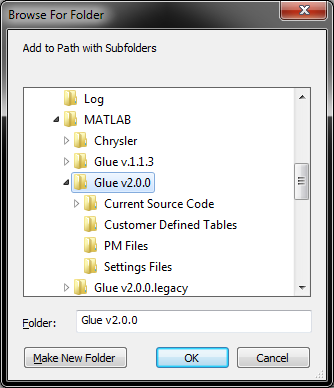 Browse For Folder
Add to Path with Subfolders
Log
MATLAB
Chrysler
Glue v.1.1.3
Glue v2.0.0
Current Source Code
Customer Defined Tables
PM Files
Settings Files
Glue v2.0.0.legacy
Folder: Glue v2.0.0
Make New Folder OK Cancel